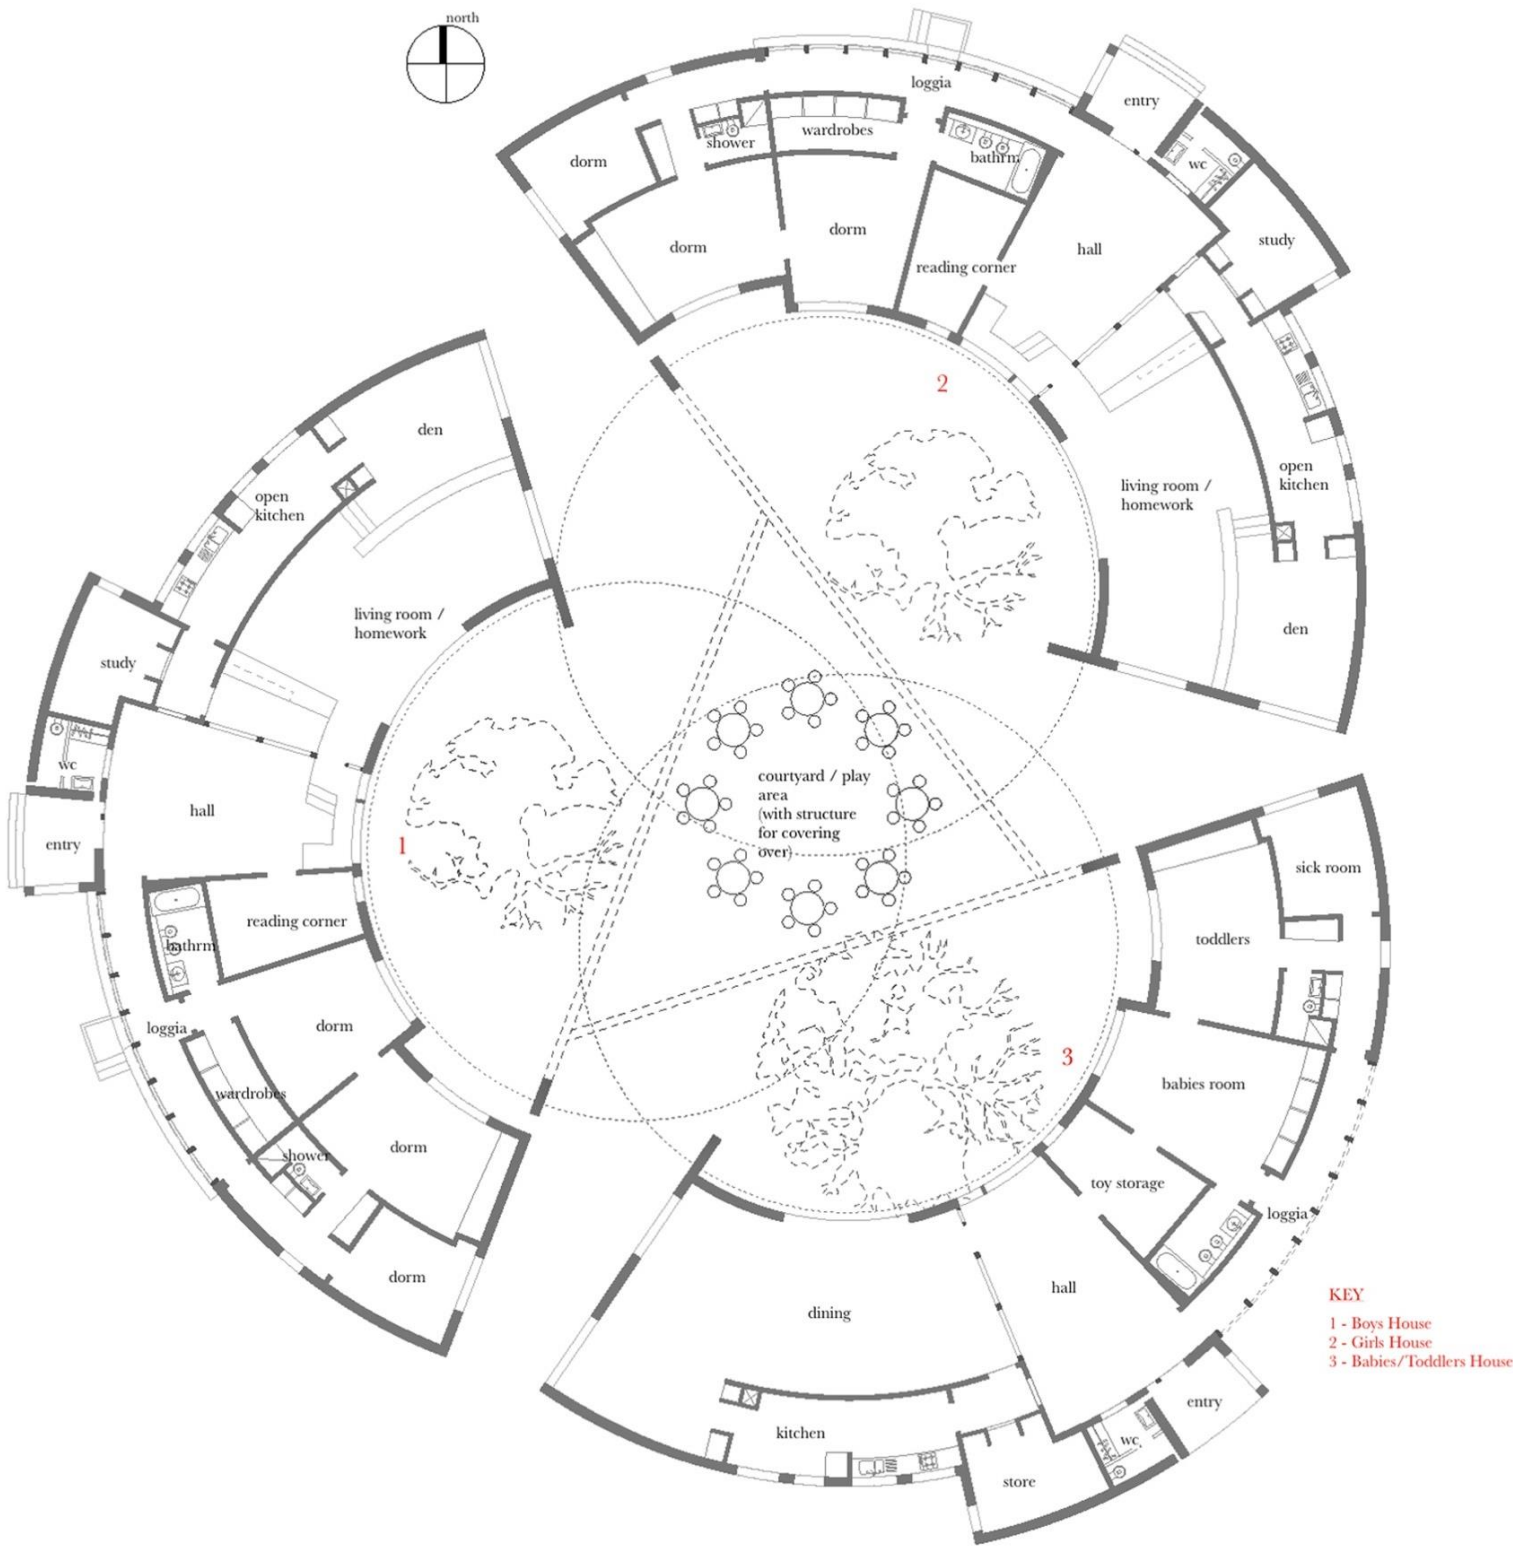 north
loggia
entry
wardrobes
shower
bathrm
dorm
wc
dorm
dorm
reading corner
hall
study
2
den
open
kitchen
living room /
homework
open
kitchen
den
living room /
homework
study
wc
hall
entry
1
courtyard / play
area
(with structure
for covering
over)
reading corner
bathrm
loggia
dorm
wardrobes
shower
dorm
dorm
sick room
toddlers
3
babies room
toy storage
loggia
hall
dining
kitchen
entry
wc
store
KEY
1 - Boys House
2 - Girls House
3 - Babies/Toddlers House